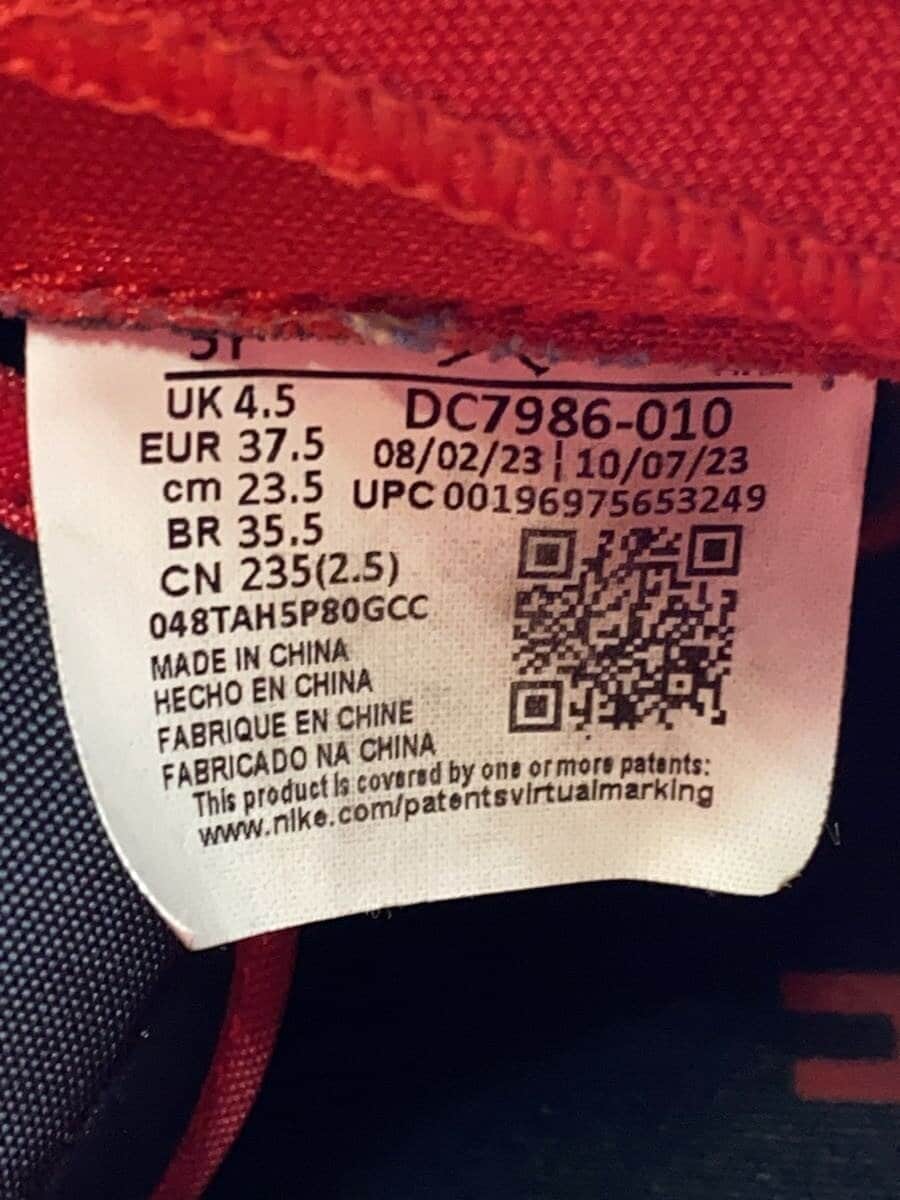 5Y
UK 4.5
EUR 37.5
cm 23.5
BR 35.5
CN 235(2.5)
DC7986-010
08/02/23 | 10/07/23
UPC 00196975653249
048TAH5P80GCC
MADE IN CHINA
HECHO EN CHINA
FABRIQUE EN CHINE
FABRICADO NA CHINA
This product is covered by one or more patents:
www.nike.com/patentsvirtualmarking